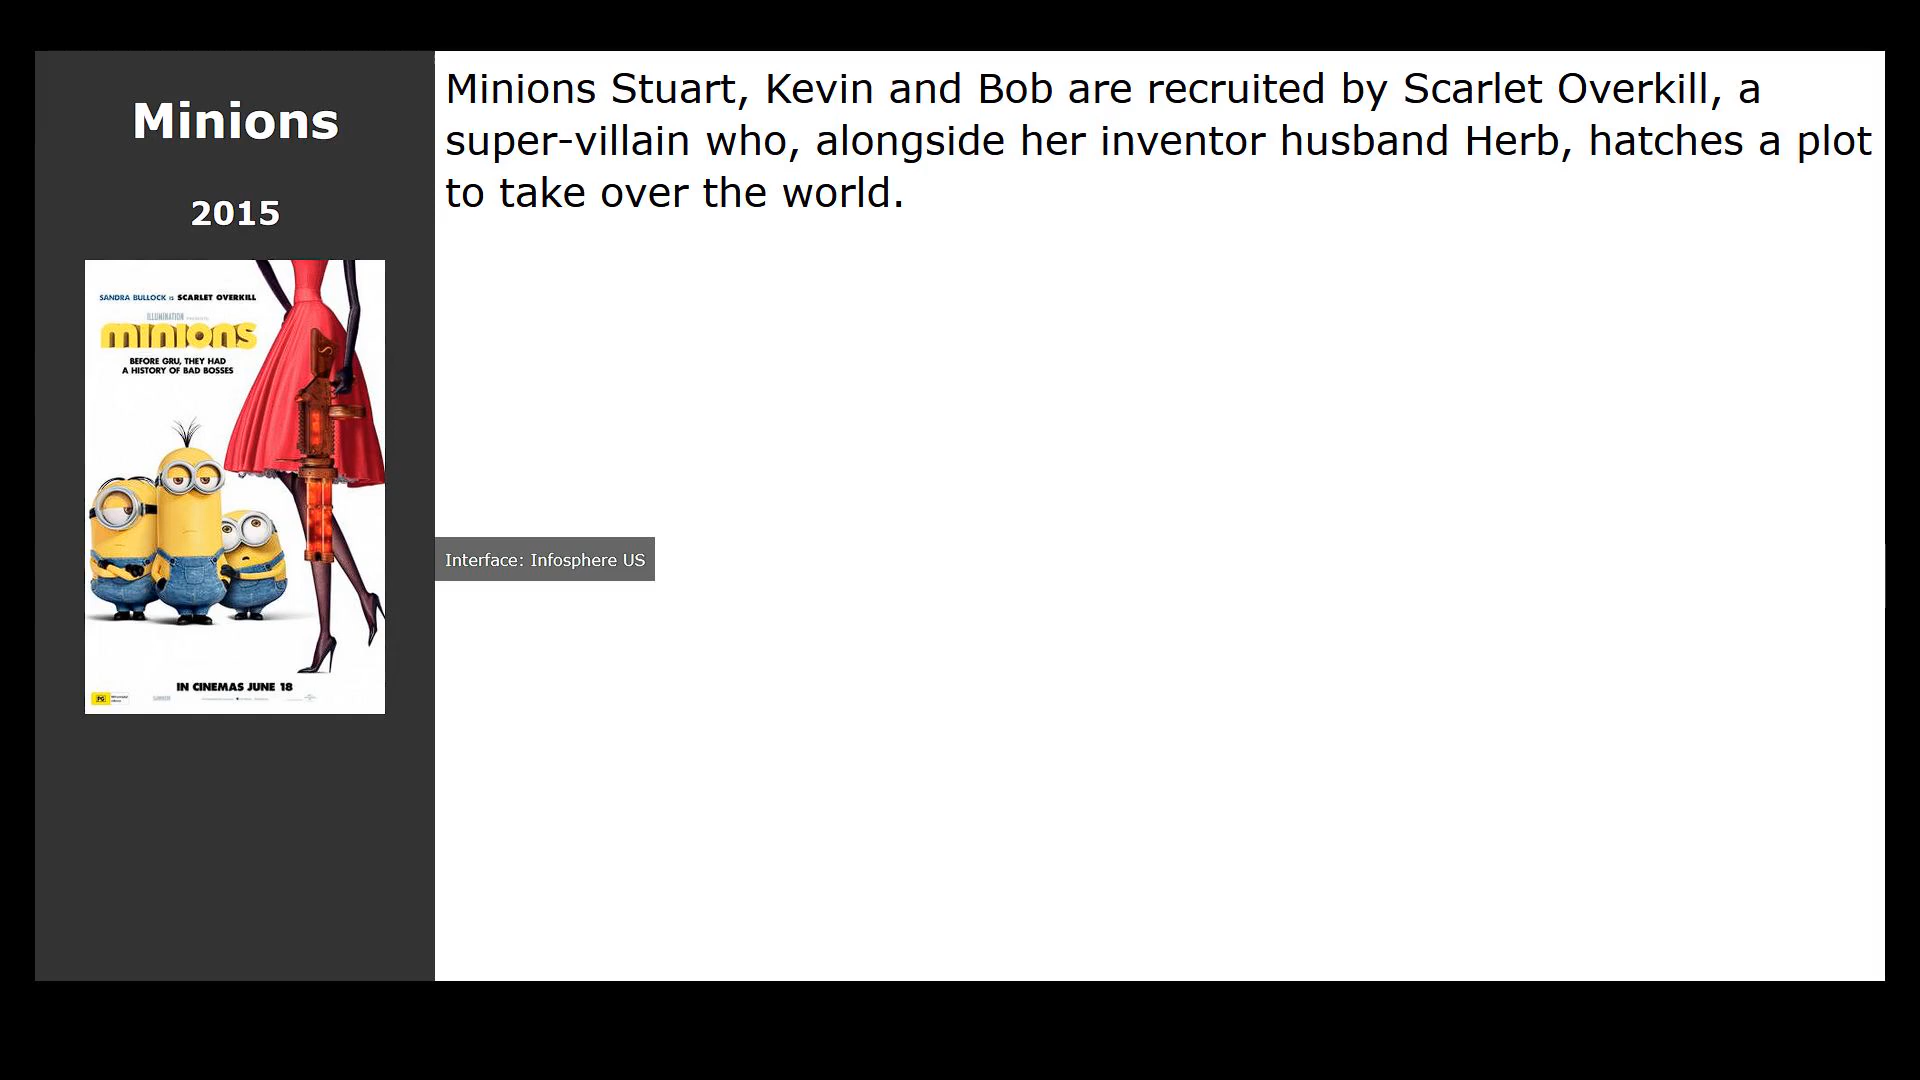 Minions
2015
SANDRA BULLOCK IS SCARLET OVERKILL
ILLUMINATION
minions
BEFORE GRU, THEY HAD
A HISTORY OF BAD BOSSES
IN CINEMAS JUNE 18
PG
Minions Stuart, Kevin and Bob are recruited by Scarlet Overkill, a
super-villain who, alongside her inventor husband Herb, hatches a plot
to take over the world.
Interface: Infosphere US